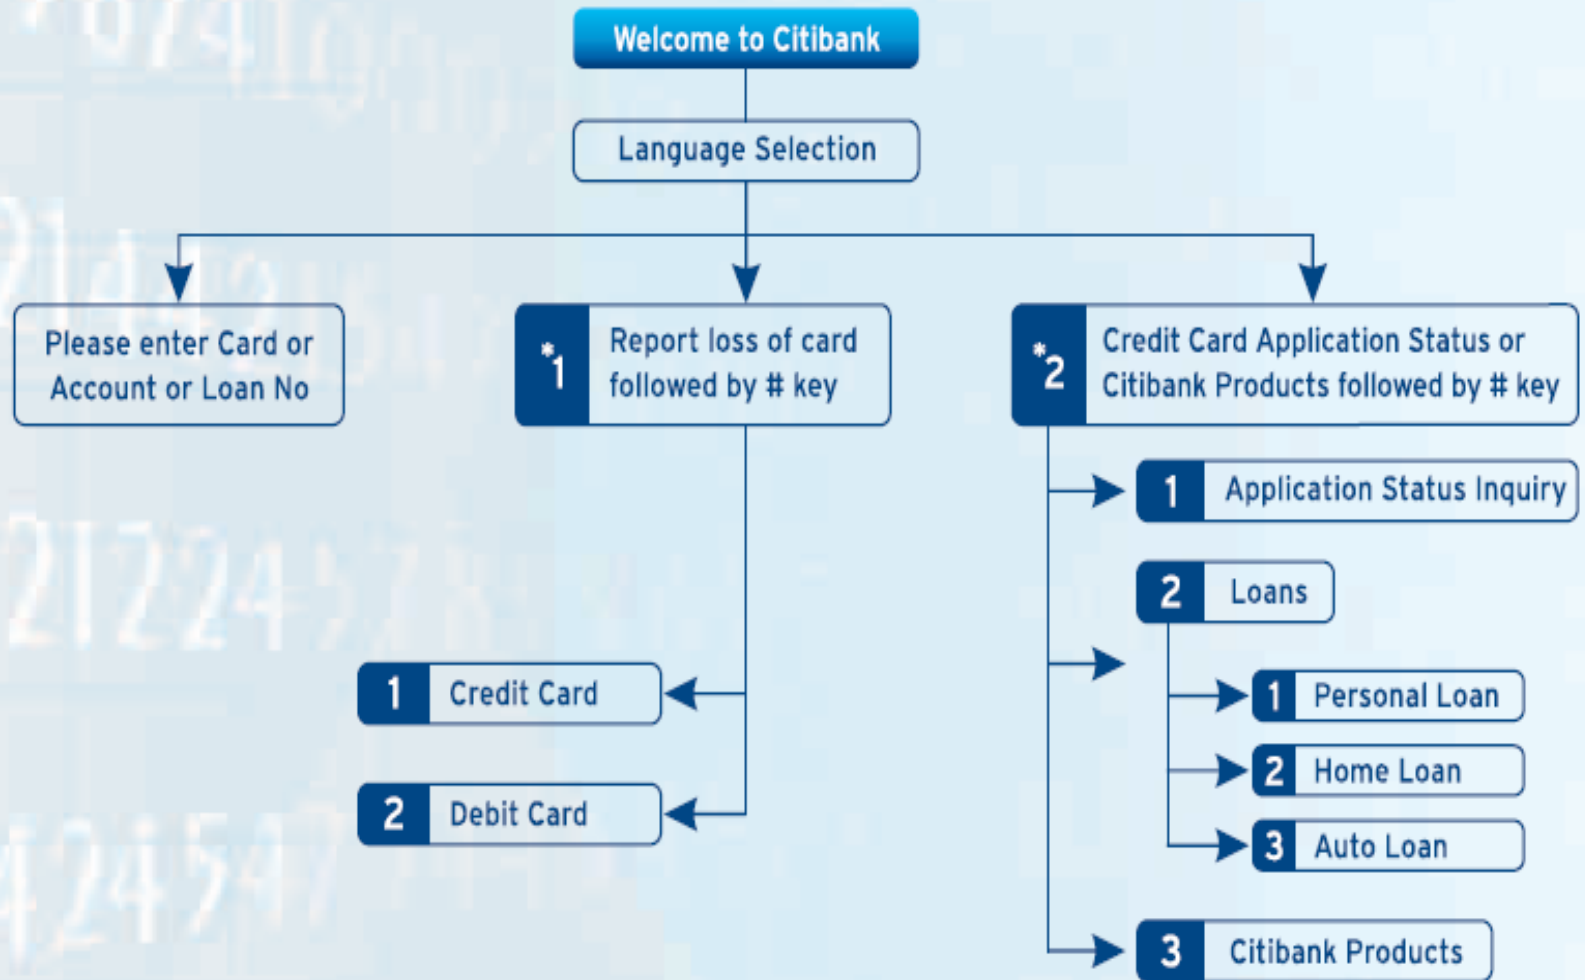 Welcome to Citibank
Language Selection
Please enter Card or
Account or Loan No
*1 Report loss of card
followed by # key
*2 Credit Card Application Status or
Citibank Products followed by # key
1 Application Status Inquiry
2 Loans
1 Personal Loan
2 Home Loan
3 Auto Loan
3 Citibank Products
1 Credit Card
2 Debit Card